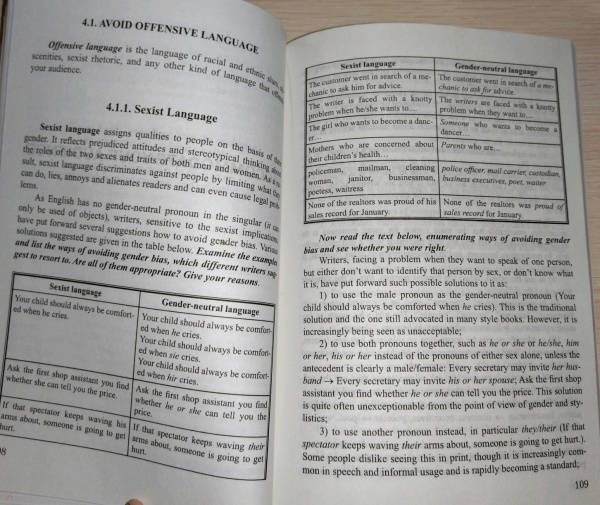 4.1. AVOID OFFENSIVE LANGUAGE
Offensive language is the language of racial and ethnic
scenities, sexist rhetoric, and any other kind of language that
your audience.
4.1.1. Sexist Language
Sexist language assigns qualities to people on the basis of
gender. It reflects prejudiced attitudes and stereotypical thinking about
the roles of the two sexes and traits of both men and women. As a
sult, sexist language discriminates against people by limiting what
can do, lies, annoys and alienates readers and can even cause legal
lems.
As English has no gender-neutral pronoun in the singular (it
only be used of objects), writers, sensitive to the sexist
have put forward several suggestions how to avoid gender bias.
solutions suggested are given in the table below. Examine the examples
and list the ways of avoiding gender bias, which different writers
gest to resort to. Are all of them appropriate? Give your reasons.
Sexist language
Gender-neutral language
Your child should always be comfort-
ed when he cries.
Your child should always be comfort-
ed when he cries.
Your child should always be comfort-
ed when sie cries.
Your child should always be comfort-
ed when hir cries.
Ask the first shop assistant you find
whether she can tell you the price.
Ask the first shop assistant you find
whether he or she can tell you the
price.
If that spectator keeps waving his
arms about, someone is going to get
hurt.
If that spectator keeps waving their
arms about, someone is going to get
hurt.
Sexist language
Gender-neutral language
The customer went in search of a me-
chanic to ask him for advice.
The customer went in search of a me-
chanic to ask for advice.
The writer is faced with a knotty
problem when he/she wants to…
The writers are faced with a knotty
problem when they want to…
The girl who wants to become a danc-
er…
Someone who wants to become a
dancer…
Mothers who are concerned about
their children's health…
Parents who are…
policeman, mailman, cleaning
woman, janitor, businessman,
poetess, waitress
police officer, mail carrier, custodian,
business executives, poet, waiter
None of the realtors was proud of his
sales record for January.
None of the realtors was proud of
sales record for January.
Now read the text below, enumerating ways of avoiding gender
bias and see whether you were right.
Writers, facing a problem when they want to speak of one person,
but either don't want to identify that person by sex, or don't know what
it is, have put forward such possible solutions to it as:
1) to use the male pronoun as the gender-neutral pronoun (Your
child should always be comforted when he cries). This is the traditional
solution and the one still advocated in many style books. However, it is
increasingly being seen as unacceptable;
2) to use both pronouns together, such as he or she or he/she, him
or her, his or her instead of the pronouns of either sex alone, unless the
antecedent is clearly a male/female: Every secretary may invite her hus-
band → Every secretary may invite his or her spouse; Ask the first shop
assistant you find whether he or she can tell you the price. This solution
is quite often unexceptionable from the point of view of gender and sty-
listics;
3) to use another pronoun instead, in particular they/their (If that
spectator keeps waving their arms about, someone is going to get hurt.).
Some people dislike seeing this in print, though it is increasingly com-
mon in speech and informal usage and is rapidly becoming a standard;
109